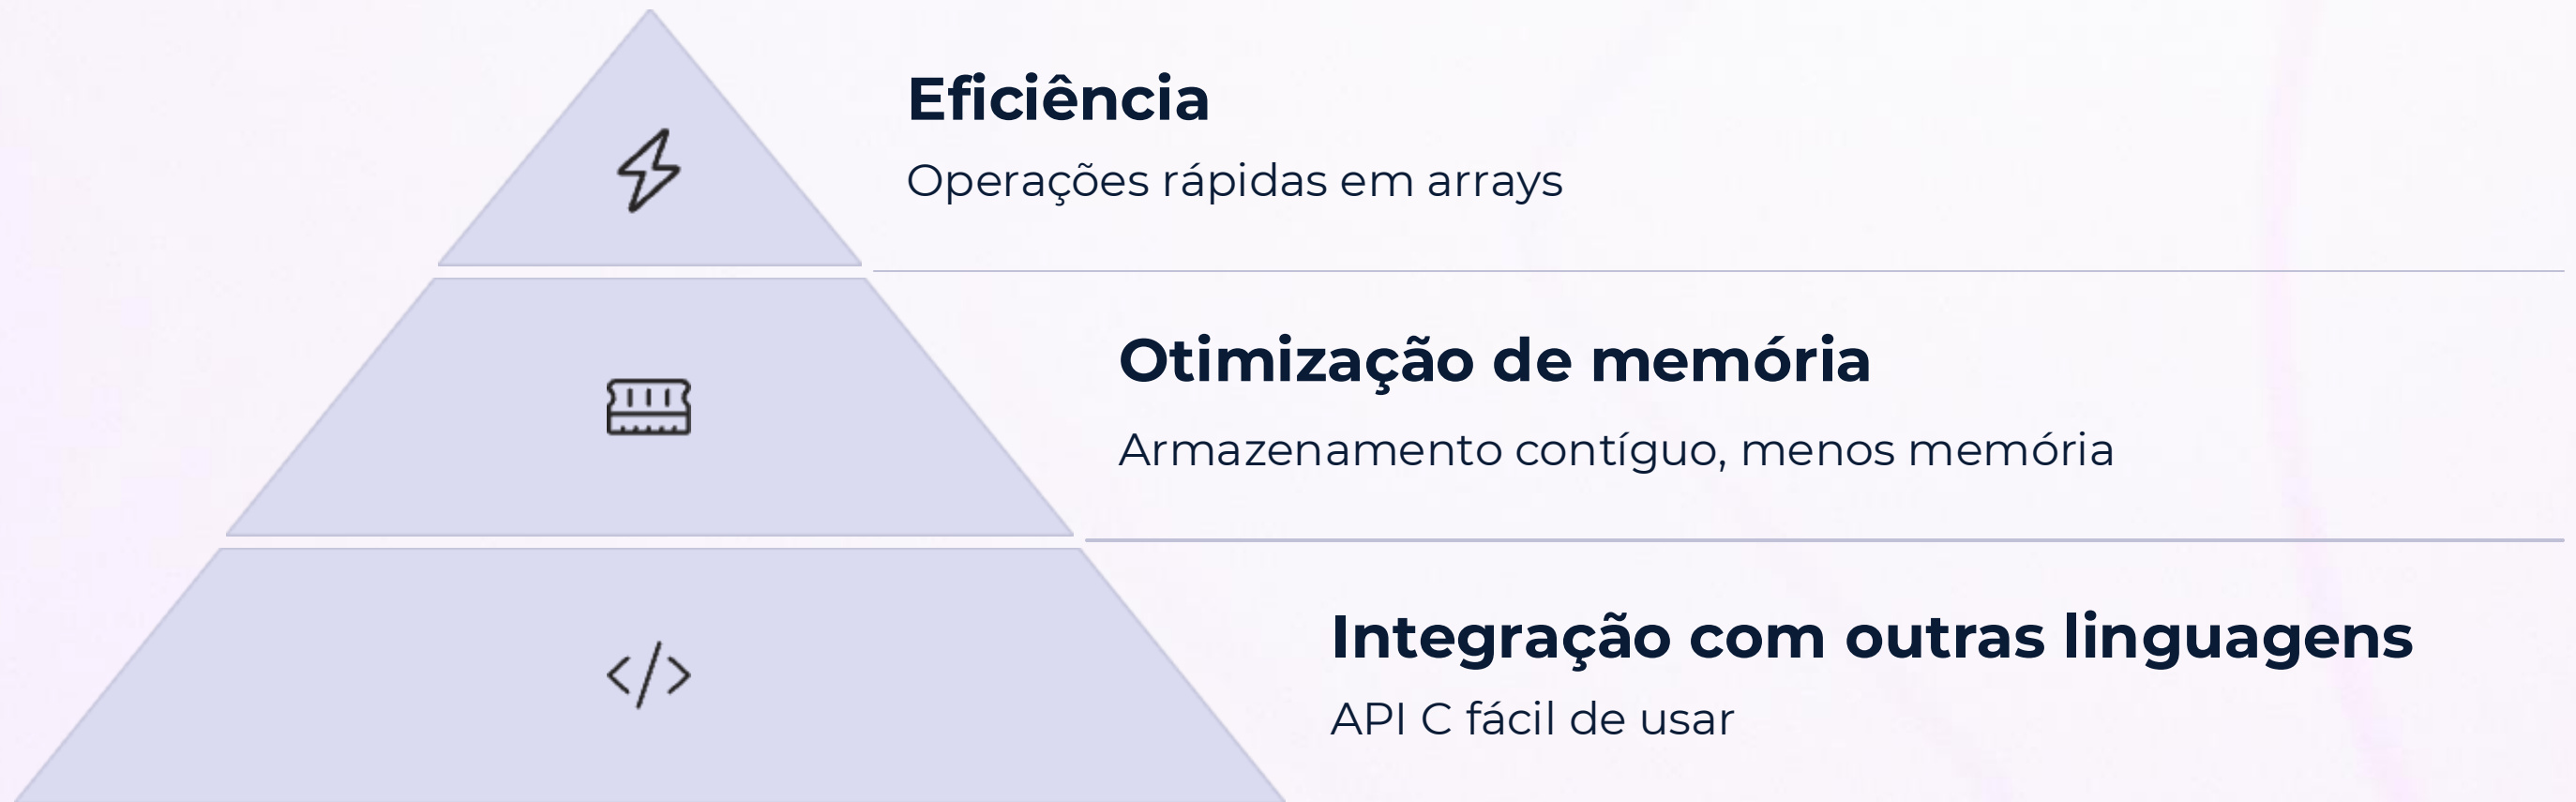 Eficiência
Operações rápidas em arrays
Otimização de memória
Armazenamento contíguo, menos memória
Integração com outras linguagens
API C fácil de usar